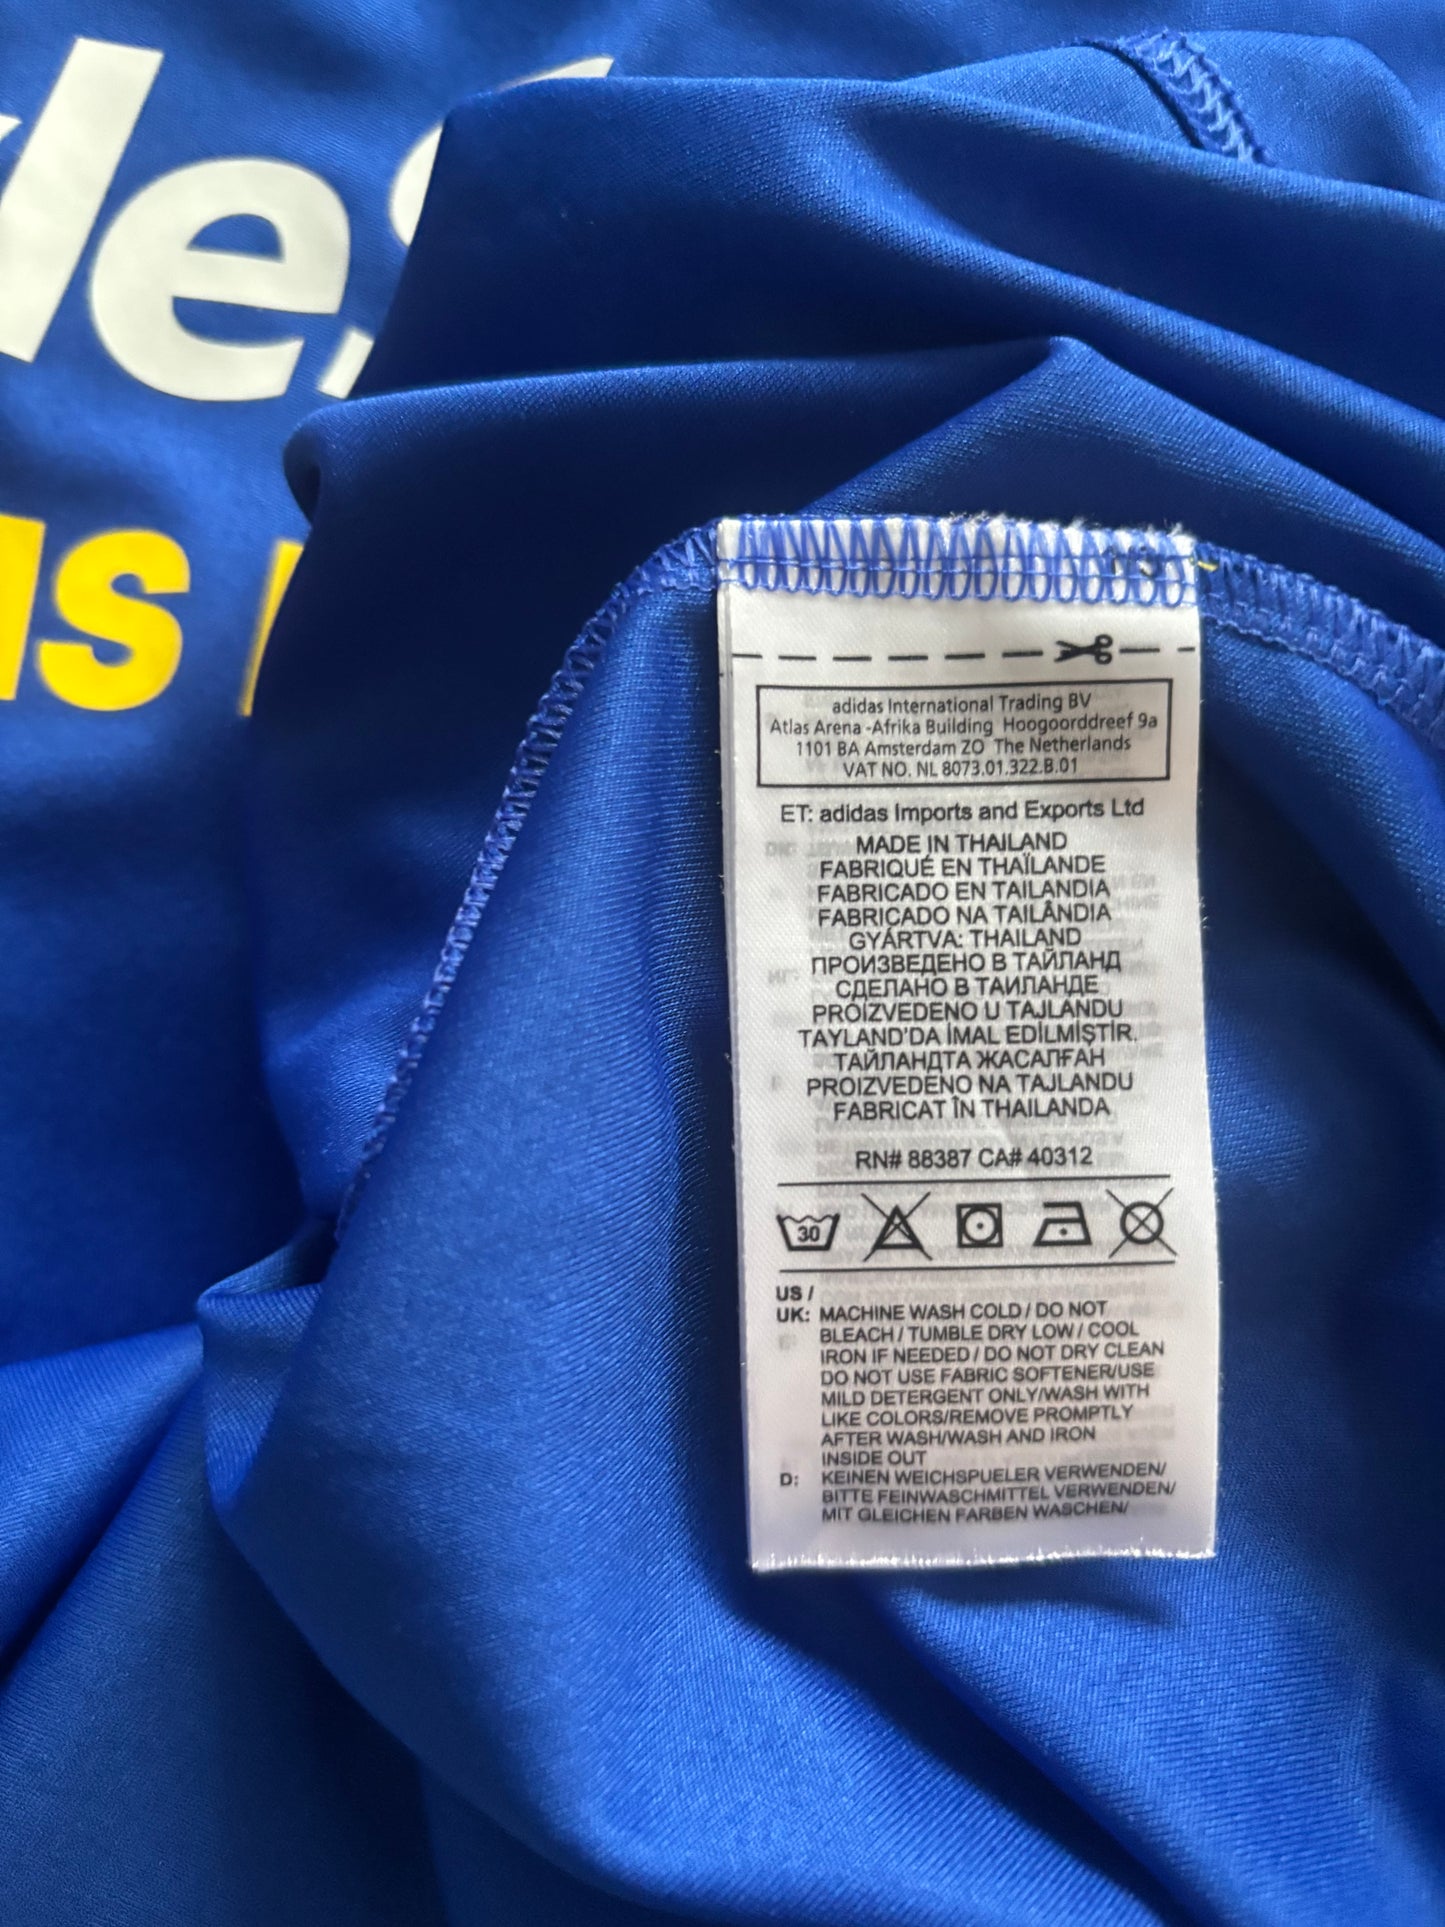 adidas International Trading BV
Atlas Arena -Afrika Building Hoogoorddreef 9a
1101 BA Amsterdam ZO The Netherlands
VAT NO. NL 8073.01.322.B.01
ET: adidas Imports and Exports Ltd
MADE IN THAILAND
FABRIQUÉ EN THAÏLANDE
FABRICADO EN TAILANDIA
FABRICADO NA TAILÂNDIA
GYÁRTVA: THAILAND
ПРОИЗВЕДЕНО В ТАЙЛАНД
СДЕЛАНО В ТАИЛАНДЕ
PROIZVEDENO U TAJLANDU
TAYLAND'DA İMAL EDİLMİŞTİR.
ТАЙЛАНДТА ЖАСАЛҒАН
PROIZVEDENO NA TAJLANDU
FABRICAT ÎN THAILANDA
RN# 88387 CA# 40312
30
US /
UK: MACHINE WASH COLD / DO NOT
BLEACH / TUMBLE DRY LOW / COOL
IRON IF NEEDED / DO NOT DRY CLEAN
DO NOT USE FABRIC SOFTENER/USE
MILD DETERGENT ONLY/WASH WITH
LIKE COLORS/REMOVE PROMPTLY
AFTER WASH/WASH AND IRON
INSIDE OUT
D: KEINEN WEICHSPUELER VERWENDEN/
BITTE FEINWASCHMITTEL VERWENDEN/
MIT GLEICHEN FARBEN WASCHEN/